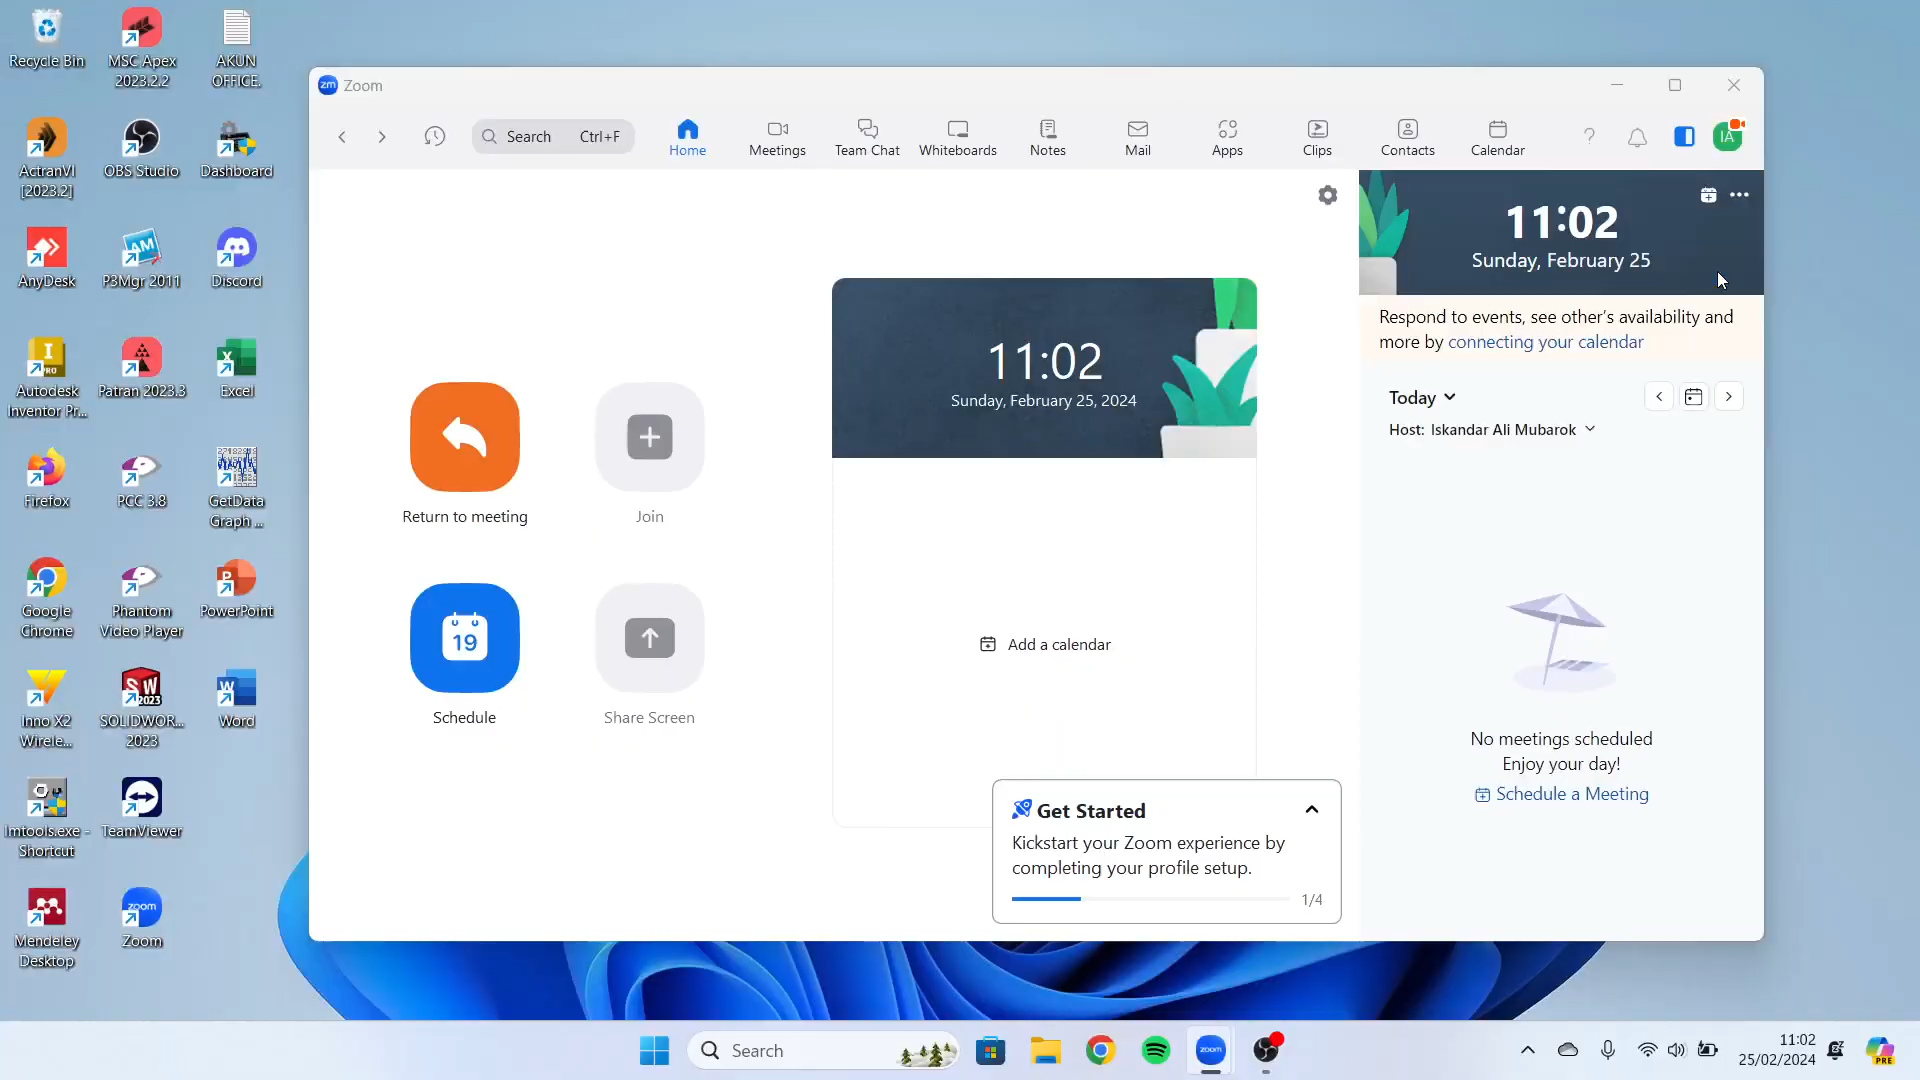 Recycle Bin
MSC Apex
2023.2.2
AKUN
OFFICE.
ActranVI
[2023.2]
OBS Studio
Dashboard
AnyDesk
P3Mgr 2011
Discord
Autodesk
Inventor Pr...
Patran 2023.3
Excel
Firefox
PCC 3.8
GetData
Graph ...
Google
Chrome
Phantom
Video Player
PowerPoint
Inno X2
Wirele...
SOLIDWOR...
2023
Word
lmtools.exe -
Shortcut
TeamViewer
Mendeley
Desktop
Zoom
zm Zoom
Search Ctrl+F
Home
Meetings
Team Chat
Whiteboards
Notes
Mail
Apps
Clips
Contacts
Calendar
IA
Return to meeting
Join
19
Schedule
Share Screen
11:02
Sunday, February 25, 2024
Add a calendar
Get Started
Kickstart your Zoom experience by
completing your profile setup.
1/4
11:02
Sunday, February 25
Respond to events, see other's availability and
more by connecting your calendar
Today
Host: Iskandar Ali Mubarok
No meetings scheduled
Enjoy your day!
Schedule a Meeting
Search
zoom
11:02
25/02/2024
PRE